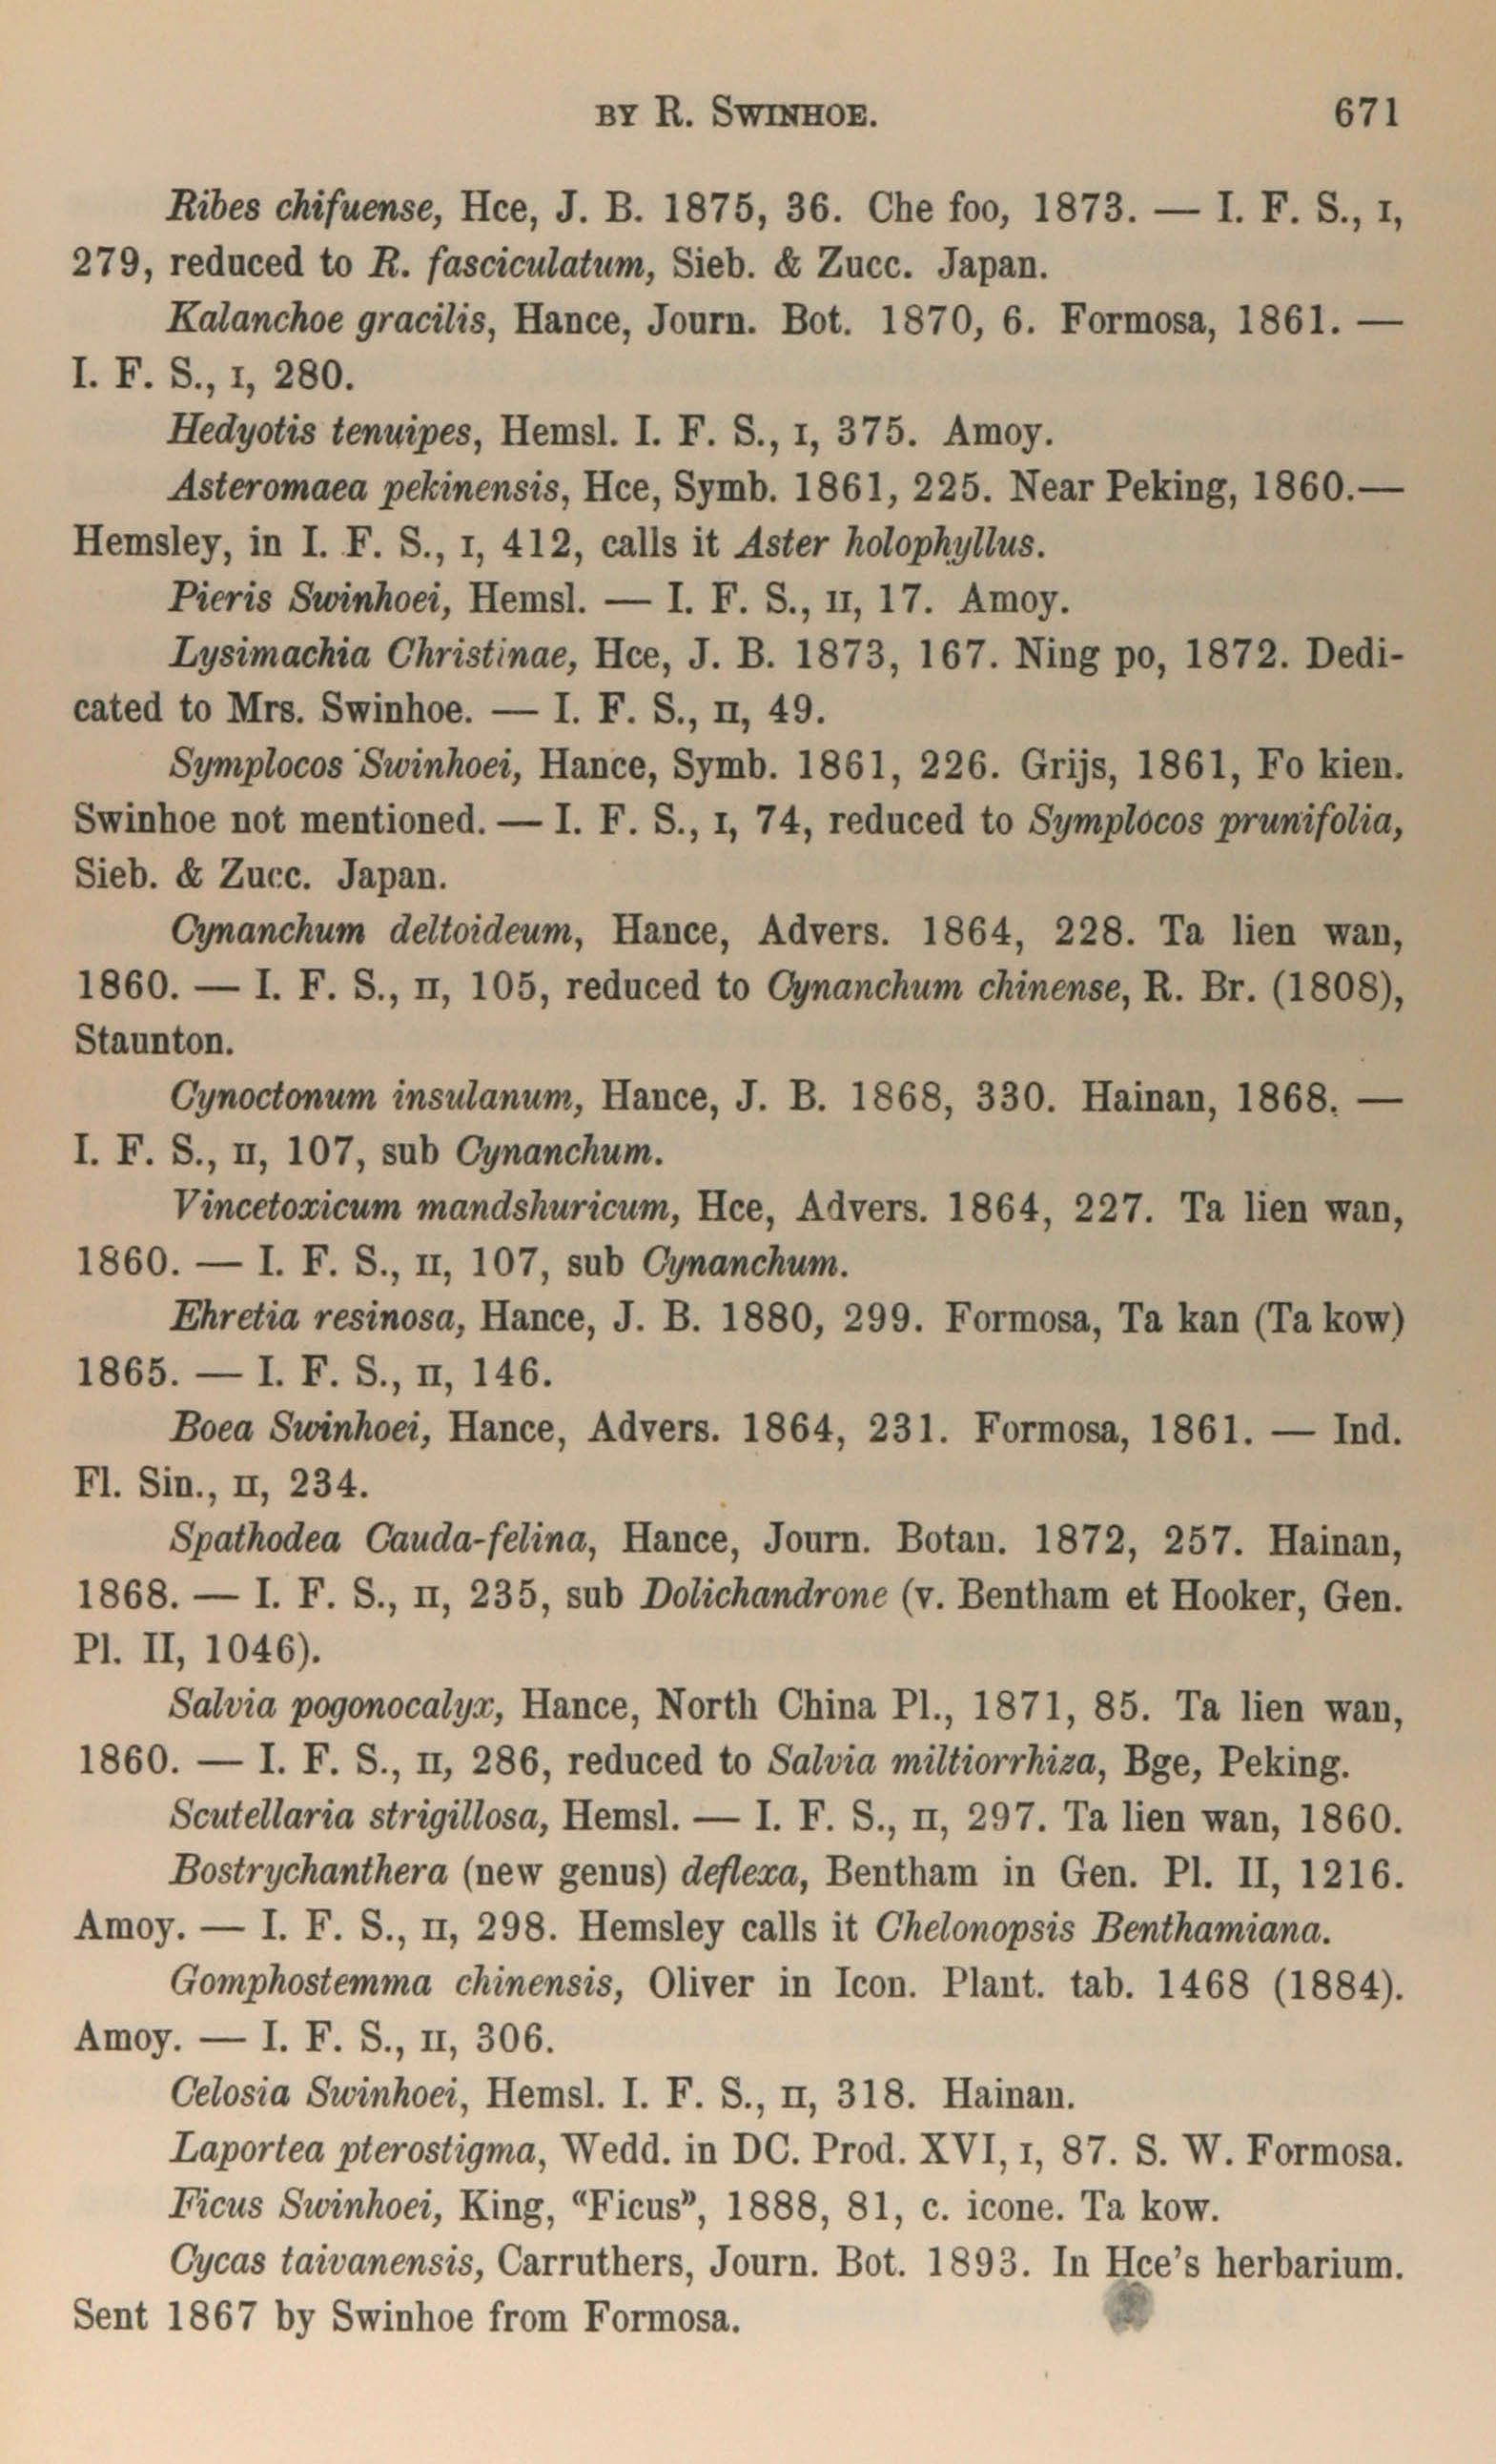 BY R. SWINHOE. 671
Ribes chifuense, Hce, J. B. 1875, 36. Che foo, 1873. — I. F. S., I,
279, reduced to R. fasciculatum, Sieb. & Zucc. Japan.
Kalanchoe gracilis, Hance, Journ. Bot. 1870, 6. Formosa, 1861. —
I. F. S., I, 280.
Hedyotis tenuipes, Hemsl. I. F. S., I, 375. Amoy.
Asteromaea pekinensis, Hce, Symb. 1861, 225. Near Peking, 1860.—
Hemsley, in I. F. S., I, 412, calls it Aster holophyllus.
Pieris Swinhoei, Hemsl. — I. F. S., II, 17. Amoy.
Lysimachia Christinae, Hce, J. B. 1873, 167. Ning po, 1872. Dedi-
cated to Mrs. Swinhoe. — I. F. S., II, 49.
Symplocos Swinhoei, Hance, Symb. 1861, 226. Grijs, 1861, Fo kien.
Swinhoe not mentioned. — I. F. S., I, 74, reduced to Symplocos prunifolia,
Sieb. & Zucc. Japan.
Cynanchum deltoideum, Hance, Advers. 1864, 228. Ta lien wan,
1860. — I. F. S., II, 105, reduced to Cynanchum chinense, R. Br. (1808),
Staunton.
Cynoctonum insulanum, Hance, J. B. 1868, 330. Hainan, 1868. —
I. F. S., II, 107, sub Cynanchum.
Vincetoxicum mandshuricum, Hce, Advers. 1864, 227. Ta lien wan,
1860. — I. F. S., II, 107, sub Cynanchum.
Ehretia resinosa, Hance, J. B. 1880, 299. Formosa, Ta kan (Ta kow)
1865. — I. F. S., II, 146.
Boea Swinhoei, Hance, Advers. 1864, 231. Formosa, 1861. — Ind.
Fl. Sin., II, 234.
Spathodea Cauda-felina, Hance, Journ. Botan. 1872, 257. Hainan,
1868. — I. F. S., II, 235, sub Dolichandrone (v. Bentham et Hooker, Gen.
Pl. II, 1046).
Salvia pogonocalyx, Hance, North China Pl., 1871, 85. Ta lien wan,
1860. — I. F. S., II, 286, reduced to Salvia miltiorrhiza, Bge, Peking.
Scutellaria strigillosa, Hemsl. — I. F. S., II, 297. Ta lien wan, 1860.
Bostrychanthera (new genus) deflexa, Bentham in Gen. Pl. II, 1216.
Amoy. — I. F. S., II, 298. Hemsley calls it Chelonopsis Benthamiana.
Gomphostemma chinensis, Oliver in Icon. Plant. tab. 1468 (1884).
Amoy. — I. F. S., II, 306.
Celosia Swinhoei, Hemsl. I. F. S., II, 318. Hainan.
Laportea pterostigma, Wedd. in DC. Prod. XVI, I, 87. S. W. Formosa.
Ficus Swinhoei, King, “Ficus”, 1888, 81, c. icone. Ta kow.
Cycas taivanensis, Carruthers, Journ. Bot. 1893. In Hce's herbarium.
Sent 1867 by Swinhoe from Formosa.